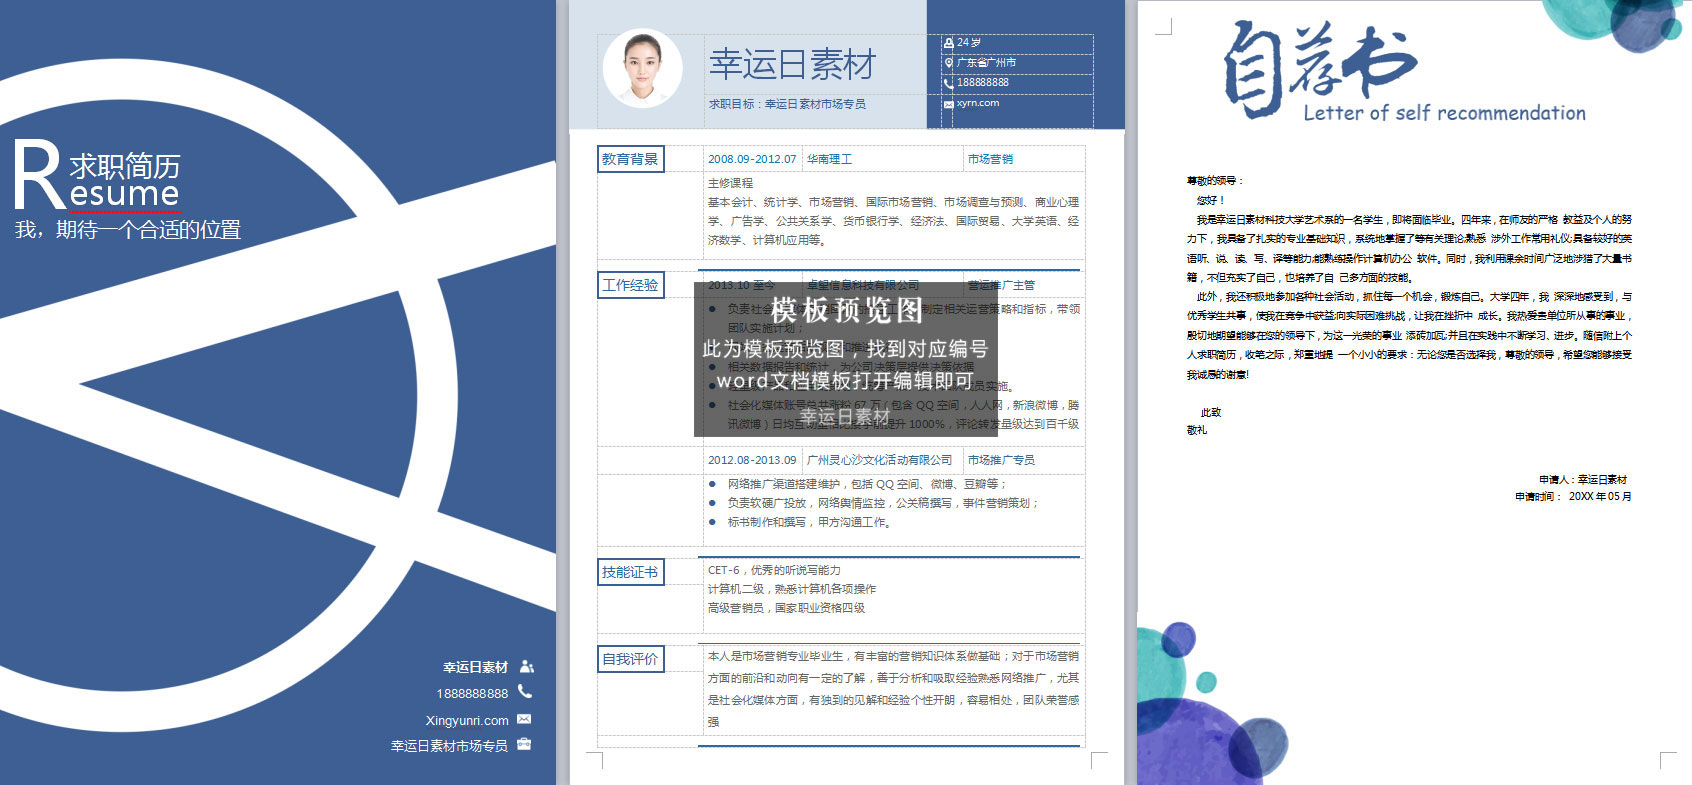 R求职简历
esume
我，期待一个合适的位置
幸运日素材
1888888888
Xingyunri.com
幸运日素材市场专员
幸运日素材
求职目标：幸运日素材市场专员
24 岁
广东省广州市
188888888
xyrn.com
教育背景
2008.09-2012.07 华南理工 市场营销
主修课程
基本会计、统计学、市场营销、国际市场营销、市场调查与预测、商业心理
学、广告学、公共关系学、货币银行学、经济法、国际贸易、大学英语、经
济数学、计算机应用等。
工作经验
2013.10 至今 卓望信息科技有限公司 营运推广主管
负责社会 制定相关运营策略和指标，带领
团队实施计划；
模板预览图
此为模板预览图，找到对应编号
word文档模板打开编辑即可
幸运日素材
相关数据报告和统计，为公司决策层提供决策依据
社会化媒体账号总共涨粉 67 万（包含 QQ 空间，人人网，新浪微博，腾
讯微博）日均互动 提升 1000%，评论转发量级达到百千级
2012.08-2013.09 广州灵心沙文化活动有限公司 市场推广专员
网络推广渠道搭建维护，包括 QQ 空间、微博、豆瓣等；
负责软硬广投放，网络舆情监控，公关稿撰写，事件营销策划；
标书制作和撰写，甲方沟通工作。
技能证书
CET-6，优秀的听说写能力
计算机二级，熟悉计算机各项操作
高级营销员，国家职业资格四级
自我评价
本人是市场营销专业毕业生，有丰富的营销知识体系做基础；对于市场营销
方面的前沿和动向有一定的了解，善于分析和吸取经验熟悉网络推广，尤其
是社会化媒体方面，有独到的见解和经验个性开朗，容易相处，团队荣誉感
强
自荐书
Letter of self recommendation
尊敬的领导：
您好！
我是幸运日素材科技大学艺术系的一名学生，即将面临毕业。四年来，在师友的严格 教益及个人的努
力下，我具备了扎实的专业基础知识，系统地掌握了等有关理论;熟悉 涉外工作常用礼仪;具备较好的英
语听、说、读、写、译等能力;能熟练操作计算机办公 软件。同时，我利用课余时间广泛地涉猎了大量书
籍，不但充实了自己，也培养了自 己多方面的技能。
此外，我还积极地参加各种社会活动，抓住每一个机会，锻炼自己。大学四年，我 深深地感受到，与
优秀学生共事，使我在竞争中获益;向实际困难挑战，让我在挫折中 成长。我热爱贵单位所从事的事业，
殷切地期望能够在您的领导下，为这一光荣的事业 添砖加瓦;并且在实践中不断学习、进步。随信附上个
人求职简历，收笔之际，郑重地提 一个小小的要求：无论您是否选择我，尊敬的领导，希望您能够接受
我诚恳的谢意!
此致
敬礼
申请人：幸运日素材
申请时间： 20XX 年 05 月